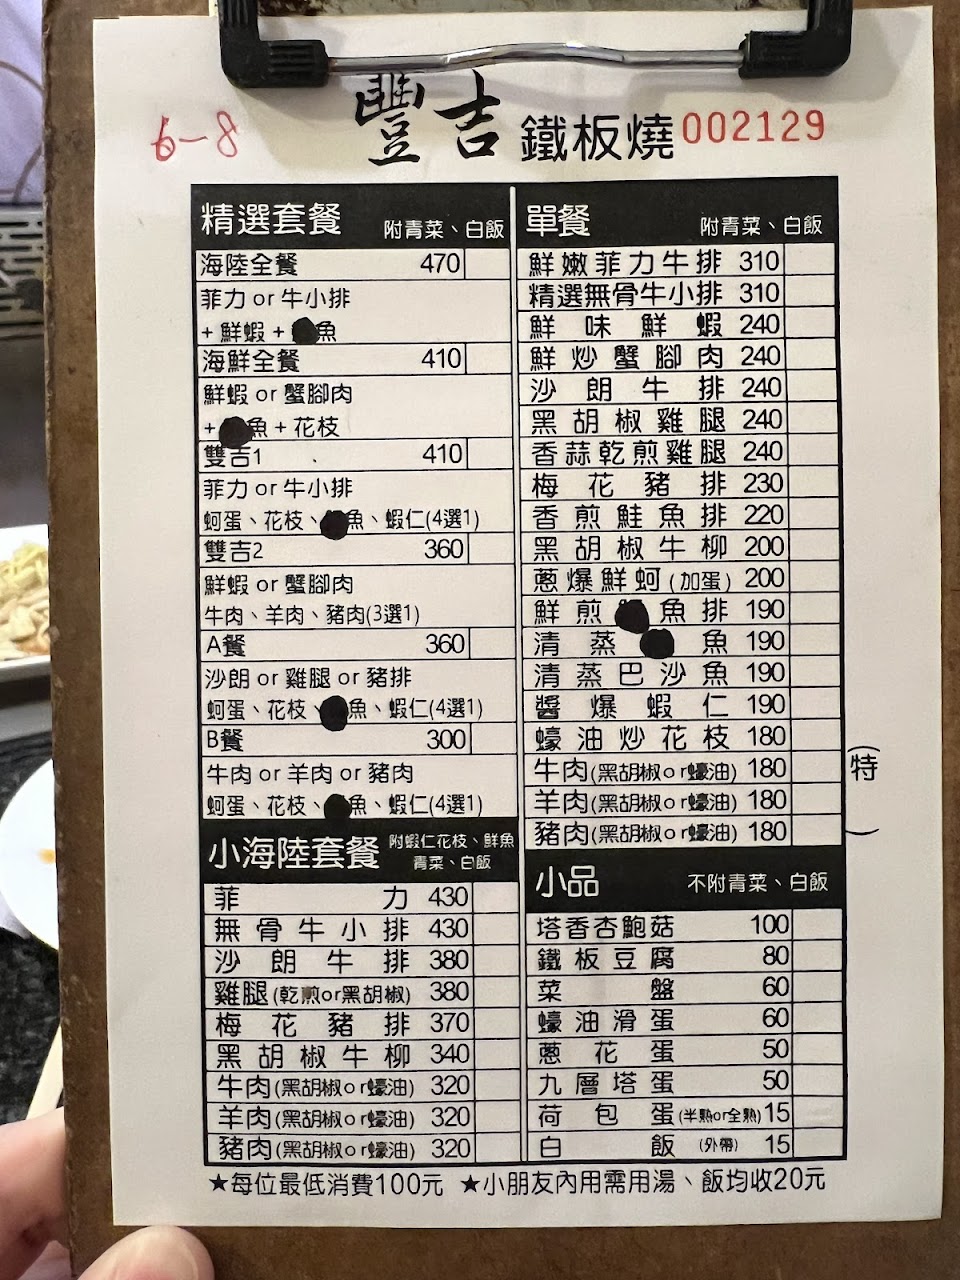 6-8
豐吉 鐵板燒 002129
精選套餐 附青菜、白飯
海陸全餐 470
菲力 or 牛小排
+ 鮮蝦 + 魚
海鮮全餐 410
鮮蝦 or 蟹腳肉
+ 魚 + 花枝
雙吉1 410
菲力 or 牛小排
蚵蛋、花枝、魚、蝦仁(4選1)
雙吉2 360
鮮蝦 or 蟹腳肉
牛肉、羊肉、豬肉(3選1)
A餐 360
沙朗 or 雞腿 or 豬排
蚵蛋、花枝、魚、蝦仁(4選1)
B餐 300
牛肉 or 羊肉 or 豬肉
蚵蛋、花枝、魚、蝦仁(4選1)
小海陸套餐 附蝦仁花枝、鮮魚
青菜、白飯
菲力 430
無骨牛小排 430
沙朗牛排 380
雞腿(乾煎or黑胡椒) 380
梅花豬排 370
黑胡椒牛柳 340
牛肉(黑胡椒or蠔油) 320
羊肉(黑胡椒or蠔油) 320
豬肉(黑胡椒or蠔油) 320
單餐 附青菜、白飯
鮮嫩菲力牛排 310
精選無骨牛小排 310
鮮味鮮蝦 240
鮮炒蟹腳肉 240
沙朗牛排 240
黑胡椒雞腿 240
香蒜乾煎雞腿 240
梅花豬排 230
香煎鮭魚排 220
黑胡椒牛柳 200
蔥爆鮮蚵(加蛋) 200
鮮煎魚排 190
清蒸魚 190
清蒸巴沙魚 190
醬爆蝦仁 190
蠔油炒花枝 180
牛肉(黑胡椒or蠔油) 180
羊肉(黑胡椒or蠔油) 180
豬肉(黑胡椒or蠔油) 180
(特)
小品 不附青菜、白飯
塔香杏鮑菇 100
鐵板豆腐 80
菜盤 60
蠔油滑蛋 60
蔥花蛋 50
九層塔蛋 50
荷包蛋(半熟or全熟) 15
白飯(外帶) 15
★每位最低消費100元 ★小朋友內用需用湯、飯均收20元